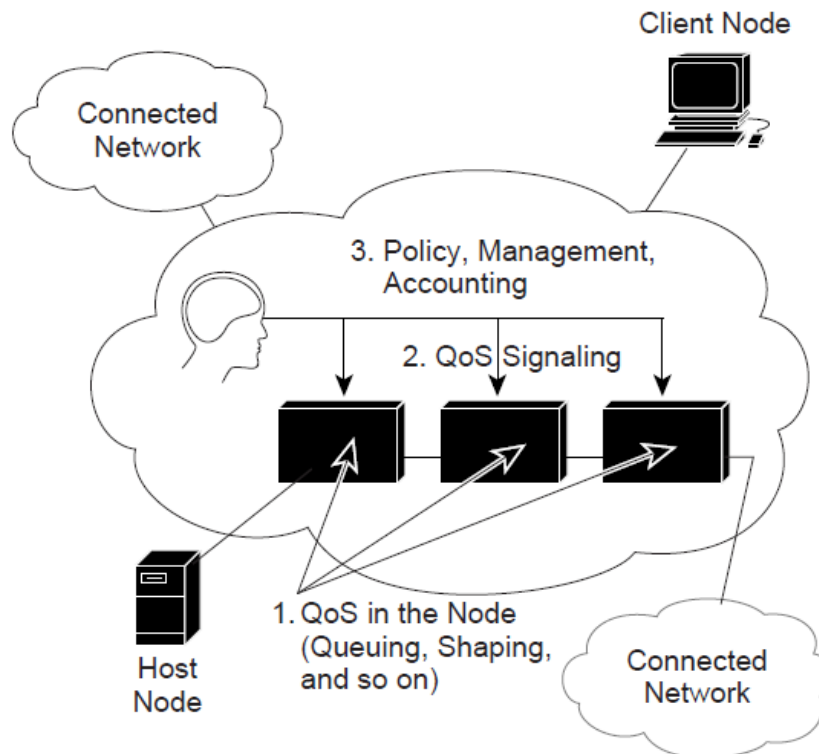 Client Node
Connected
Network
3. Policy, Management,
Accounting
2. QoS Signaling
1. QoS in the Node
(Queuing, Shaping,
and so on)
Host
Node
Connected
Network